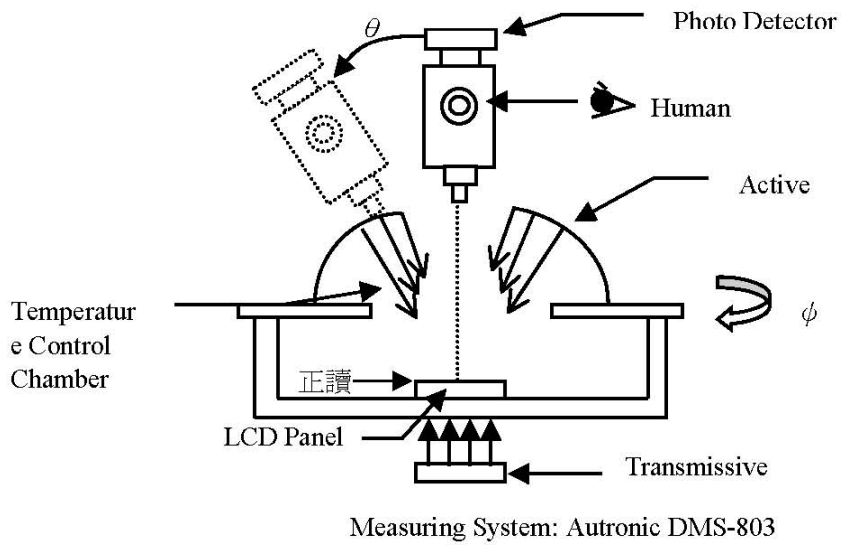 θ
Photo Detector
Human
Active
Temperatur
e Control
Chamber
ϕ
正讀
LCD Panel
Transmissive
Measuring System: Autronic DMS-803